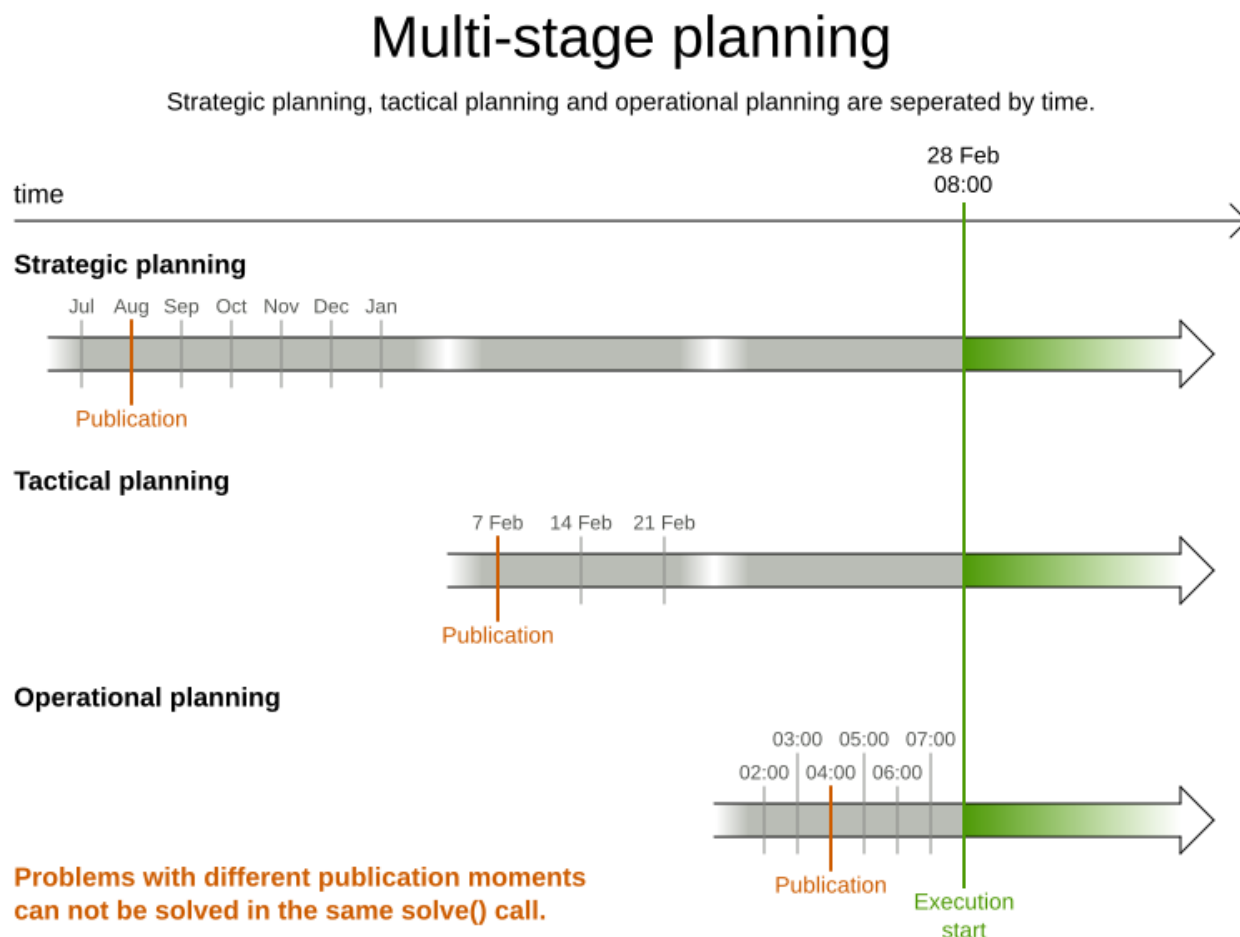 Multi-stage planning
Strategic planning, tactical planning and operational planning are seperated by time.
28 Feb
08:00
time
Strategic planning
Jul Aug Sep Oct Nov Dec Jan
Publication
Tactical planning
7 Feb 14 Feb 21 Feb
Publication
Operational planning
03:00 05:00 07:00
02:00 04:00 06:00
Publication
Problems with different publication moments
can not be solved in the same solve() call.
Execution
start